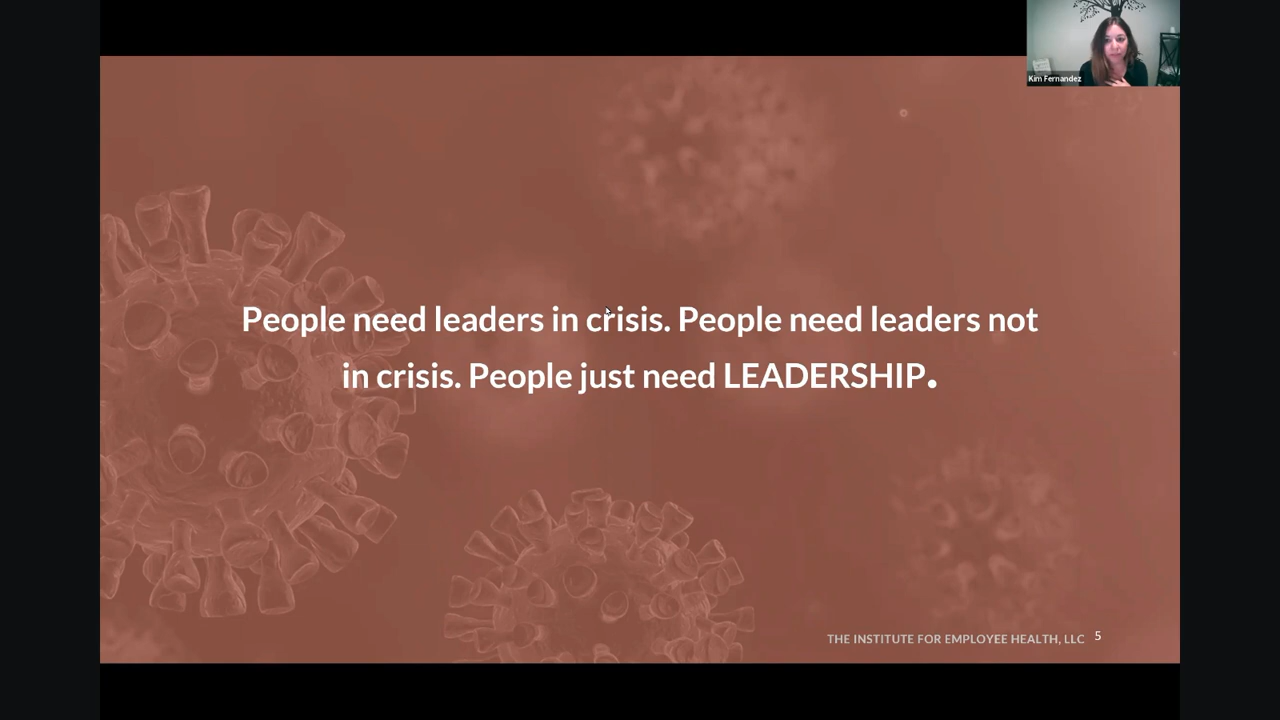 Kim Fernandez
People need leaders in crisis. People need leaders not
in crisis. People just need LEADERSHIP.
THE INSTITUTE FOR EMPLOYEE HEALTH, LLC 5